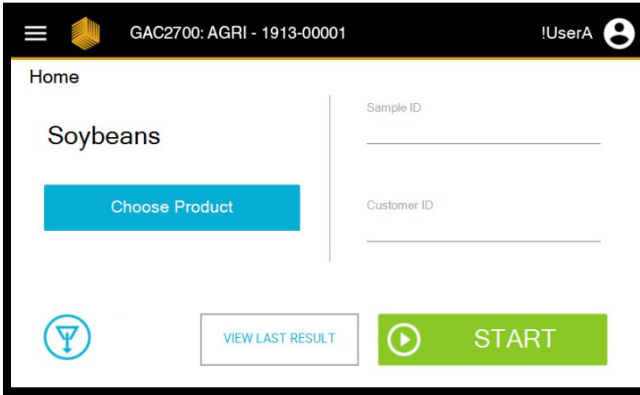 GAC2700: AGRI - 1913-00001
!UserA
Home
Soybeans
Choose Product
Sample ID
Customer ID
VIEW LAST RESULT
START